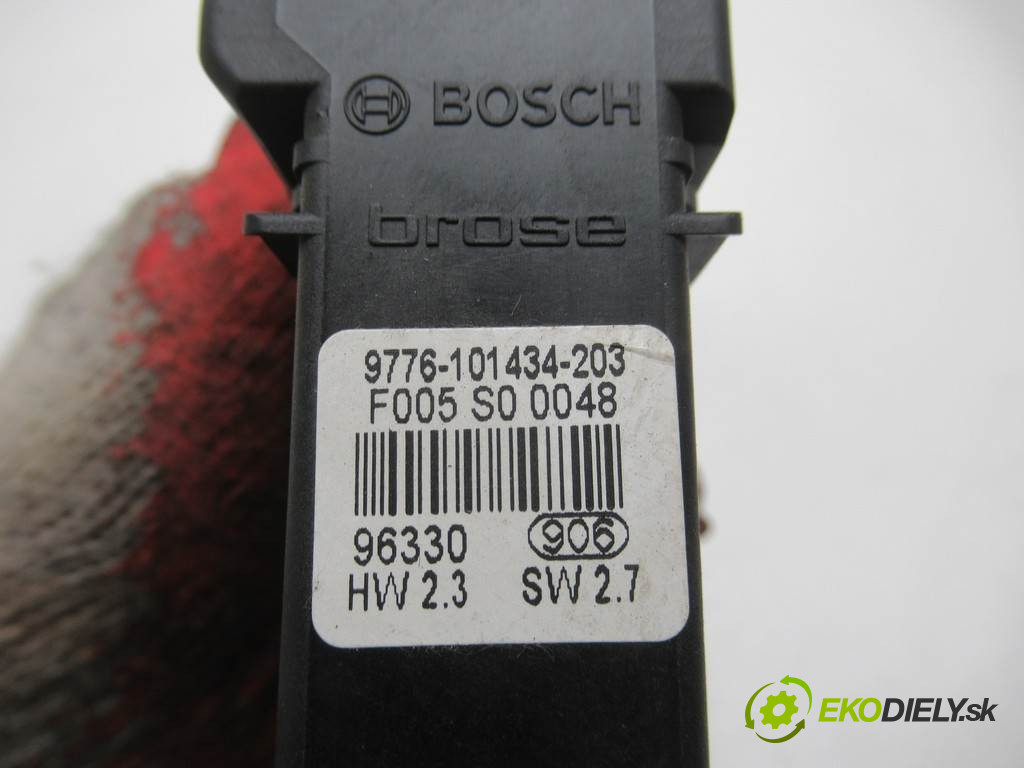 BOSCH
brose
9776-101434-203
F005 S0 0048
96330 906
HW 2.3 SW 2.7
EKODIELY.sk